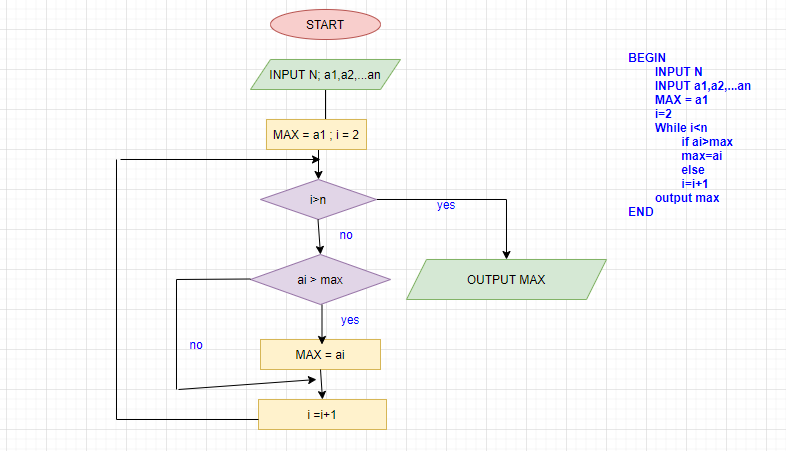 START
INPUT N; a1,a2,...an
MAX = a1 ; i = 2
i>n
yes
no
ai > max
OUTPUT MAX
yes
no
MAX = ai
i =i+1
BEGIN
INPUT N
INPUT a1,a2,...an
MAX = a1
i=2
While i<n
if ai>max
max=ai
else
i=i+1
output max
END